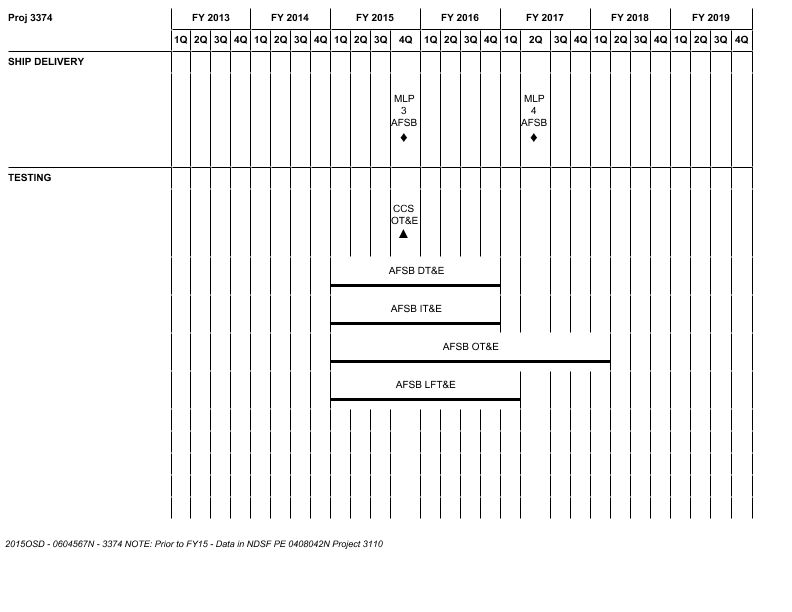 Proj 3374 FY 2013 FY 2014 FY 2015 FY 2016 FY 2017 FY 2018 FY 2019
1Q 2Q 3Q 4Q 1Q 2Q 3Q 4Q 1Q 2Q 3Q 4Q 1Q 2Q 3Q 4Q 1Q 2Q 3Q 4Q 1Q 2Q 3Q 4Q 1Q 2Q 3Q 4Q
SHIP DELIVERY
MLP
3
AFSB
MLP
4
AFSB
TESTING
CCS
OT&E
AFSB DT&E
AFSB IT&E
AFSB OT&E
AFSB LFT&E
2015OSD - 0604567N - 3374 NOTE: Prior to FY15 - Data in NDSF PE 0408042N Project 3110